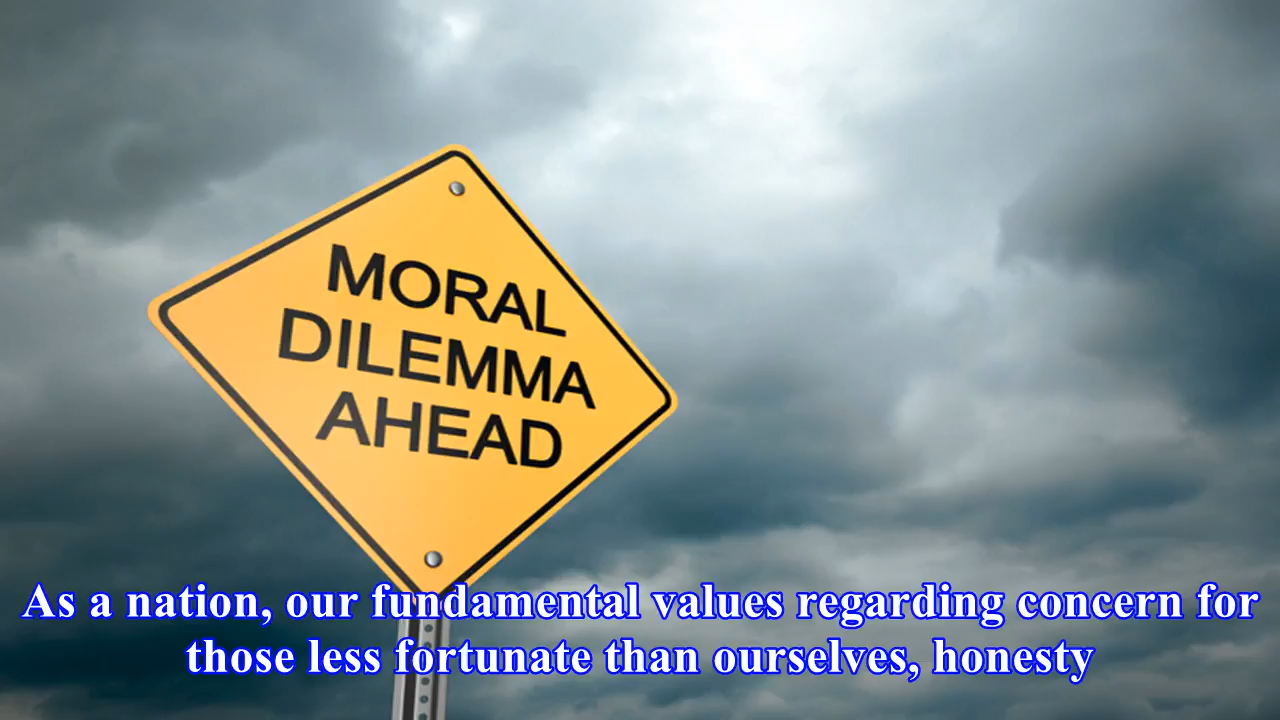 MORAL
DILEMMA
AHEAD
As a nation, our fundamental values regarding concern for
those less fortunate than ourselves, honesty